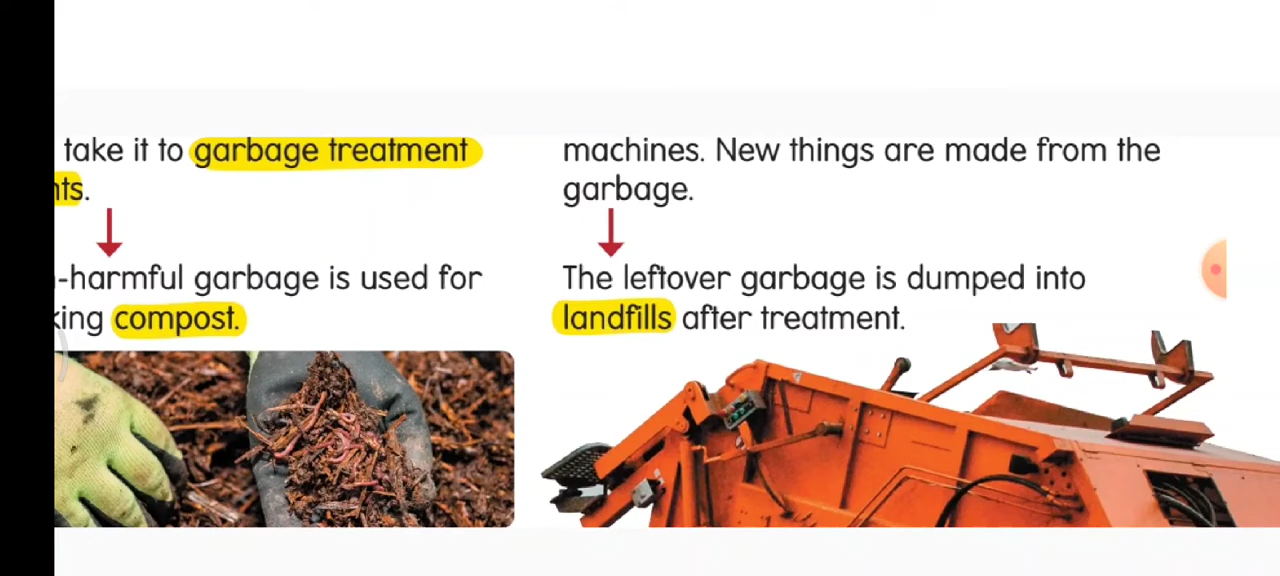 take it to garbage treatment
nts.
-harmful garbage is used for
king compost.
machines. New things are made from the
garbage.
The leftover garbage is dumped into
landfills after treatment.